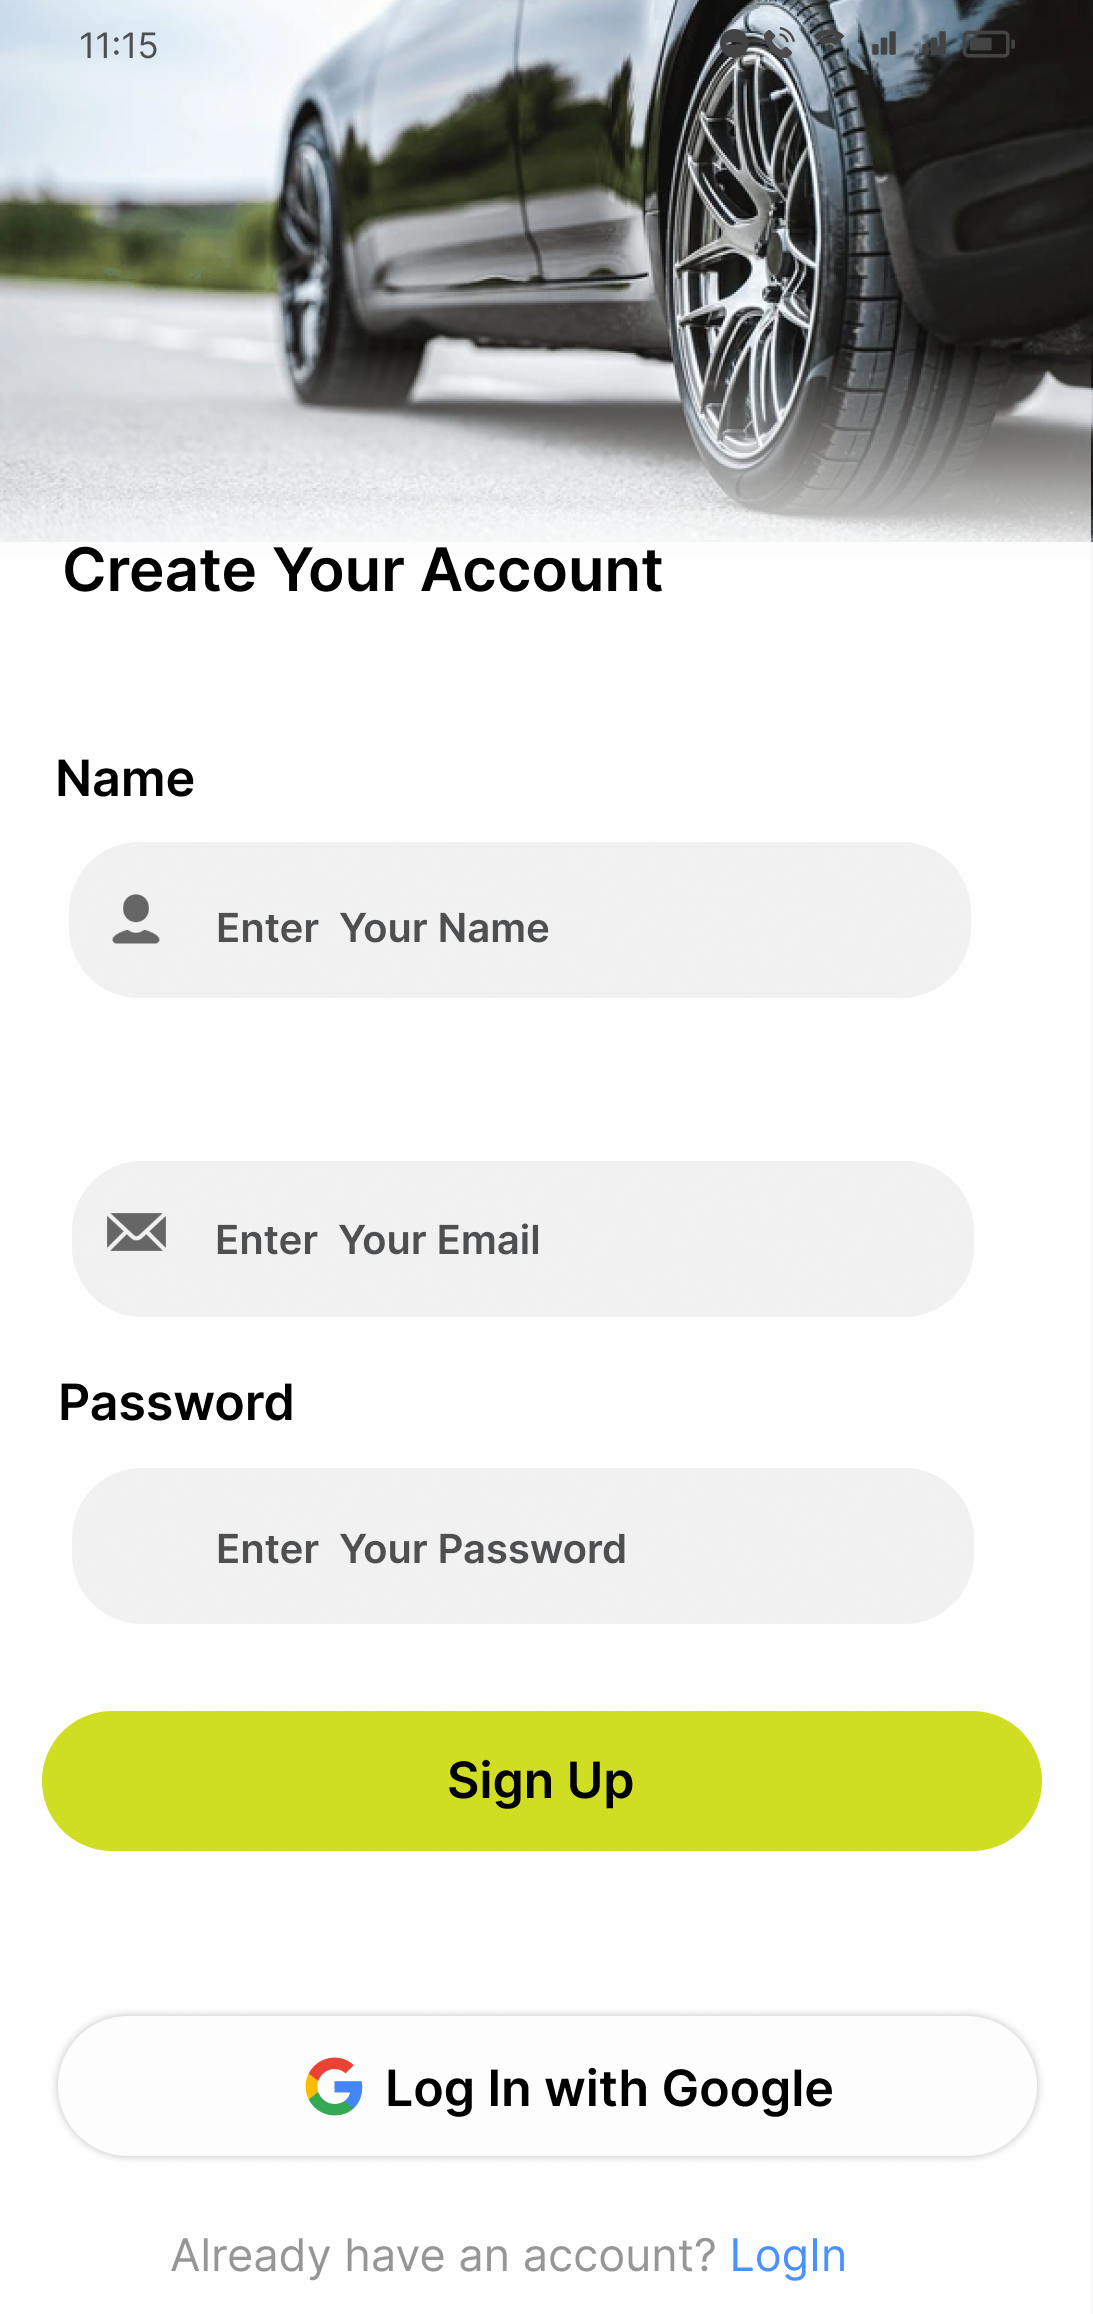 11:15
Create Your Account
Name
Enter  Your Name
Enter  Your Email
Password
Enter  Your Password
Sign Up
Log In with Google
Already have an account? LogIn